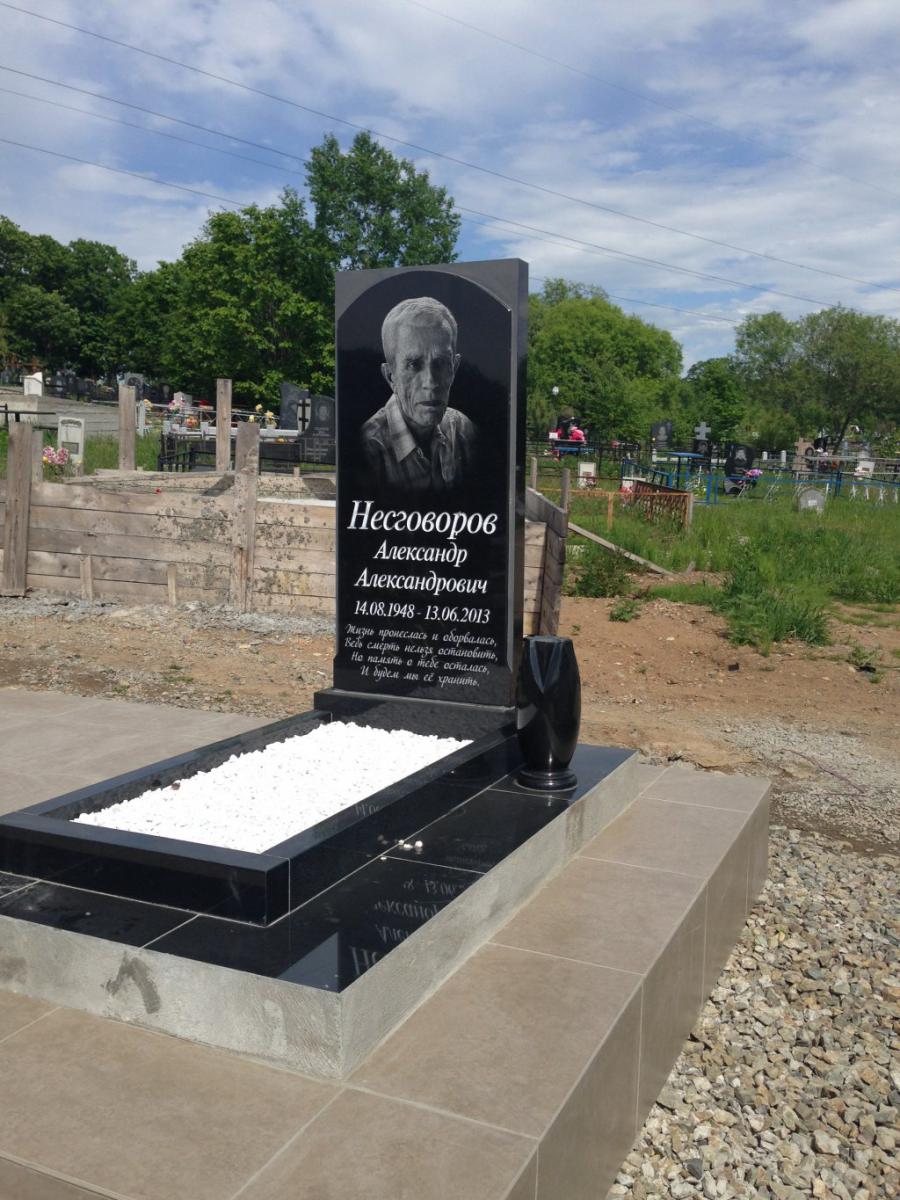 Несговоров
Александр
Александрович
14.08.1948 - 13.06.2013
Жизнь пронеслась и оборвалась,
Ведь смерть нельзя остановить,
Но память о тебе осталась,
И будем мы её хранить.